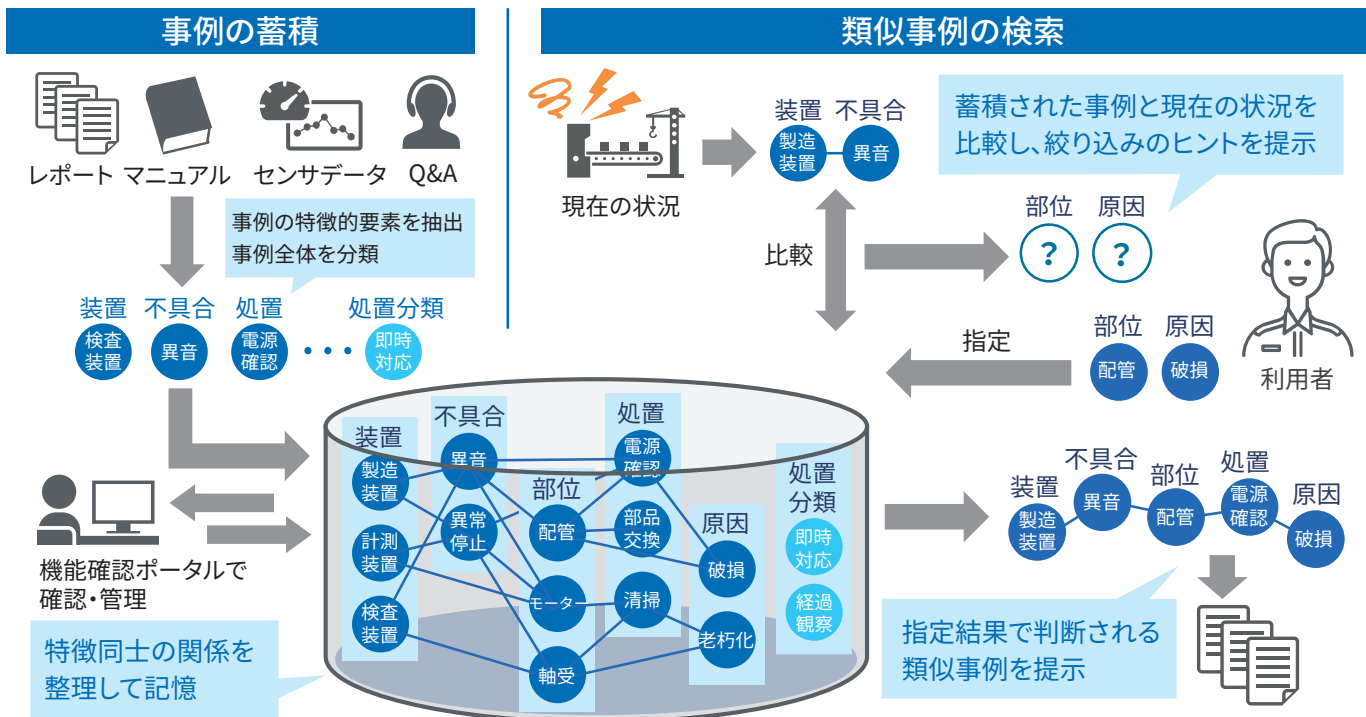 事例の蓄積
レポート
マニュアル
センサデータ
Q&A
事例の特徴的要素を抽出
事例全体を分類
装置
不具合
処置
処置分類
検査
装置
異音
電源
確認
・・・
即時
対応
機能確認ポータルで
確認・管理
特徴同士の関係を
整理して記憶
装置
製造
装置
計測
装置
検査
装置
不具合
異音
異常
停止
部位
配管
モーター
軸受
処置
電源
確認
部品
交換
清掃
原因
破損
老朽化
処置
分類
即時
対応
経過
観察
類似事例の検索
現在の状況
装置
不具合
製造
装置
異音
蓄積された事例と現在の状況を
比較し、絞り込みのヒントを提示
比較
部位
原因
?
?
指定
部位
原因
配管
破損
利用者
装置
不具合
部位
処置
原因
製造
装置
異音
配管
電源
確認
破損
指定結果で判断される
類似事例を提示